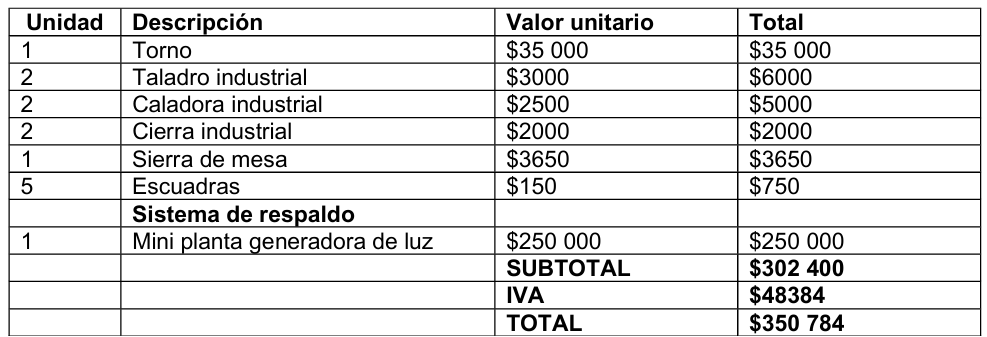 Unidad Descripción Valor unitario Total
1 Torno $35 000 $35 000
2 Taladro industrial $3000 $6000
2 Caladora industrial $2500 $5000
2 Cierra industrial $2000 $2000
1 Sierra de mesa $3650 $3650
5 Escuadras $150 $750
Sistema de respaldo
1 Mini planta generadora de luz $250 000 $250 000
SUBTOTAL $302 400
IVA $48384
TOTAL $350 784